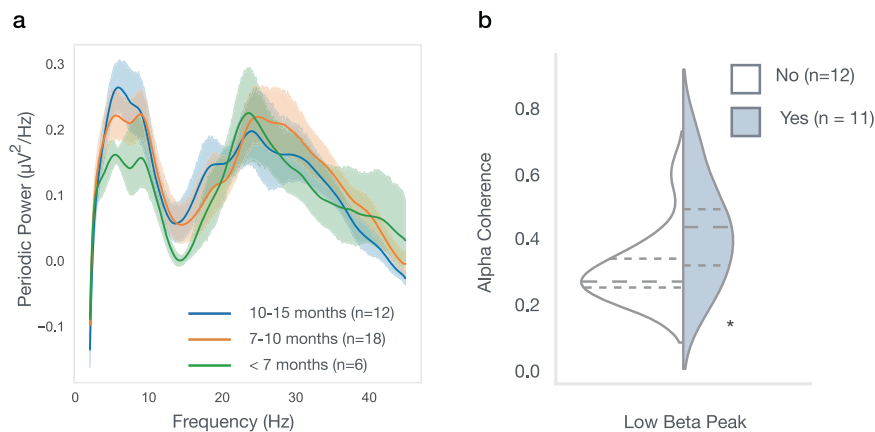 a
Periodic Power (µV²/Hz)
0.3
0.2
0.1
0.0
−0.1
10-15 months (n=12)
7-10 months (n=18)
< 7 months (n=6)
0
10
20
30
40
Frequency (Hz)
b
Alpha Coherence
0.8
0.6
0.4
0.2
0.0
No (n=12)
Yes (n = 11)
*
Low Beta Peak